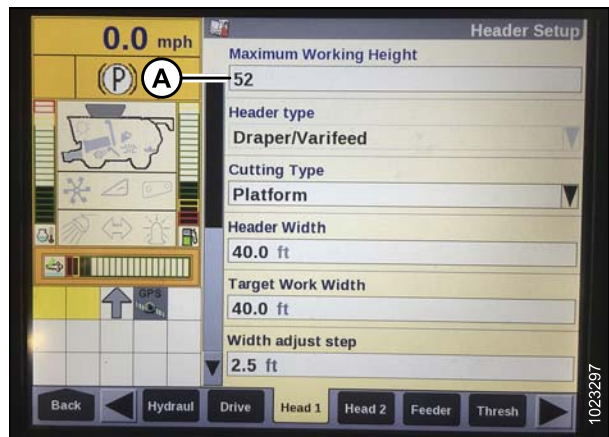 0.0 mph
(P)
A
Header Setup
Maximum Working Height
52
Header type
Draper/Varifeed
Cutting Type
Platform
Header Width
40.0 ft
Target Work Width
40.0 ft
Width adjust step
2.5 ft
GPS
Back
Hydraul
Drive
Head 1
Head 2
Feeder
Thresh
1023297